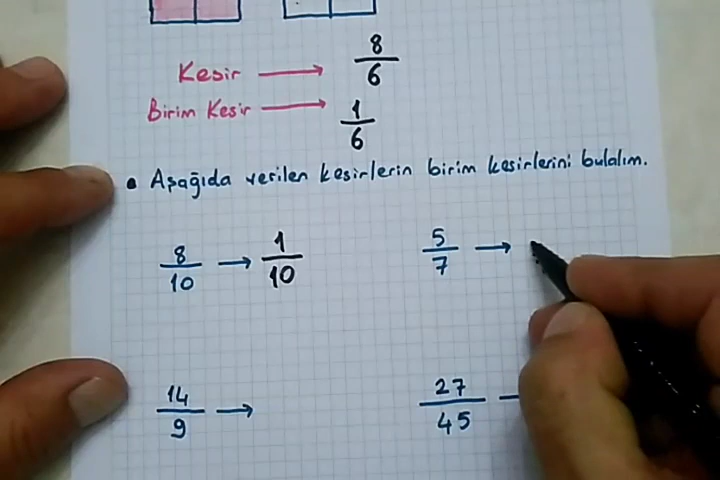 Kesir → 8/6
Birim Kesir → 1/6
• Aşağıda verilen kesirlerin birim kesirlerini bulalım.
8/10 → 1/10 5/7 →
14/9 → 27/45